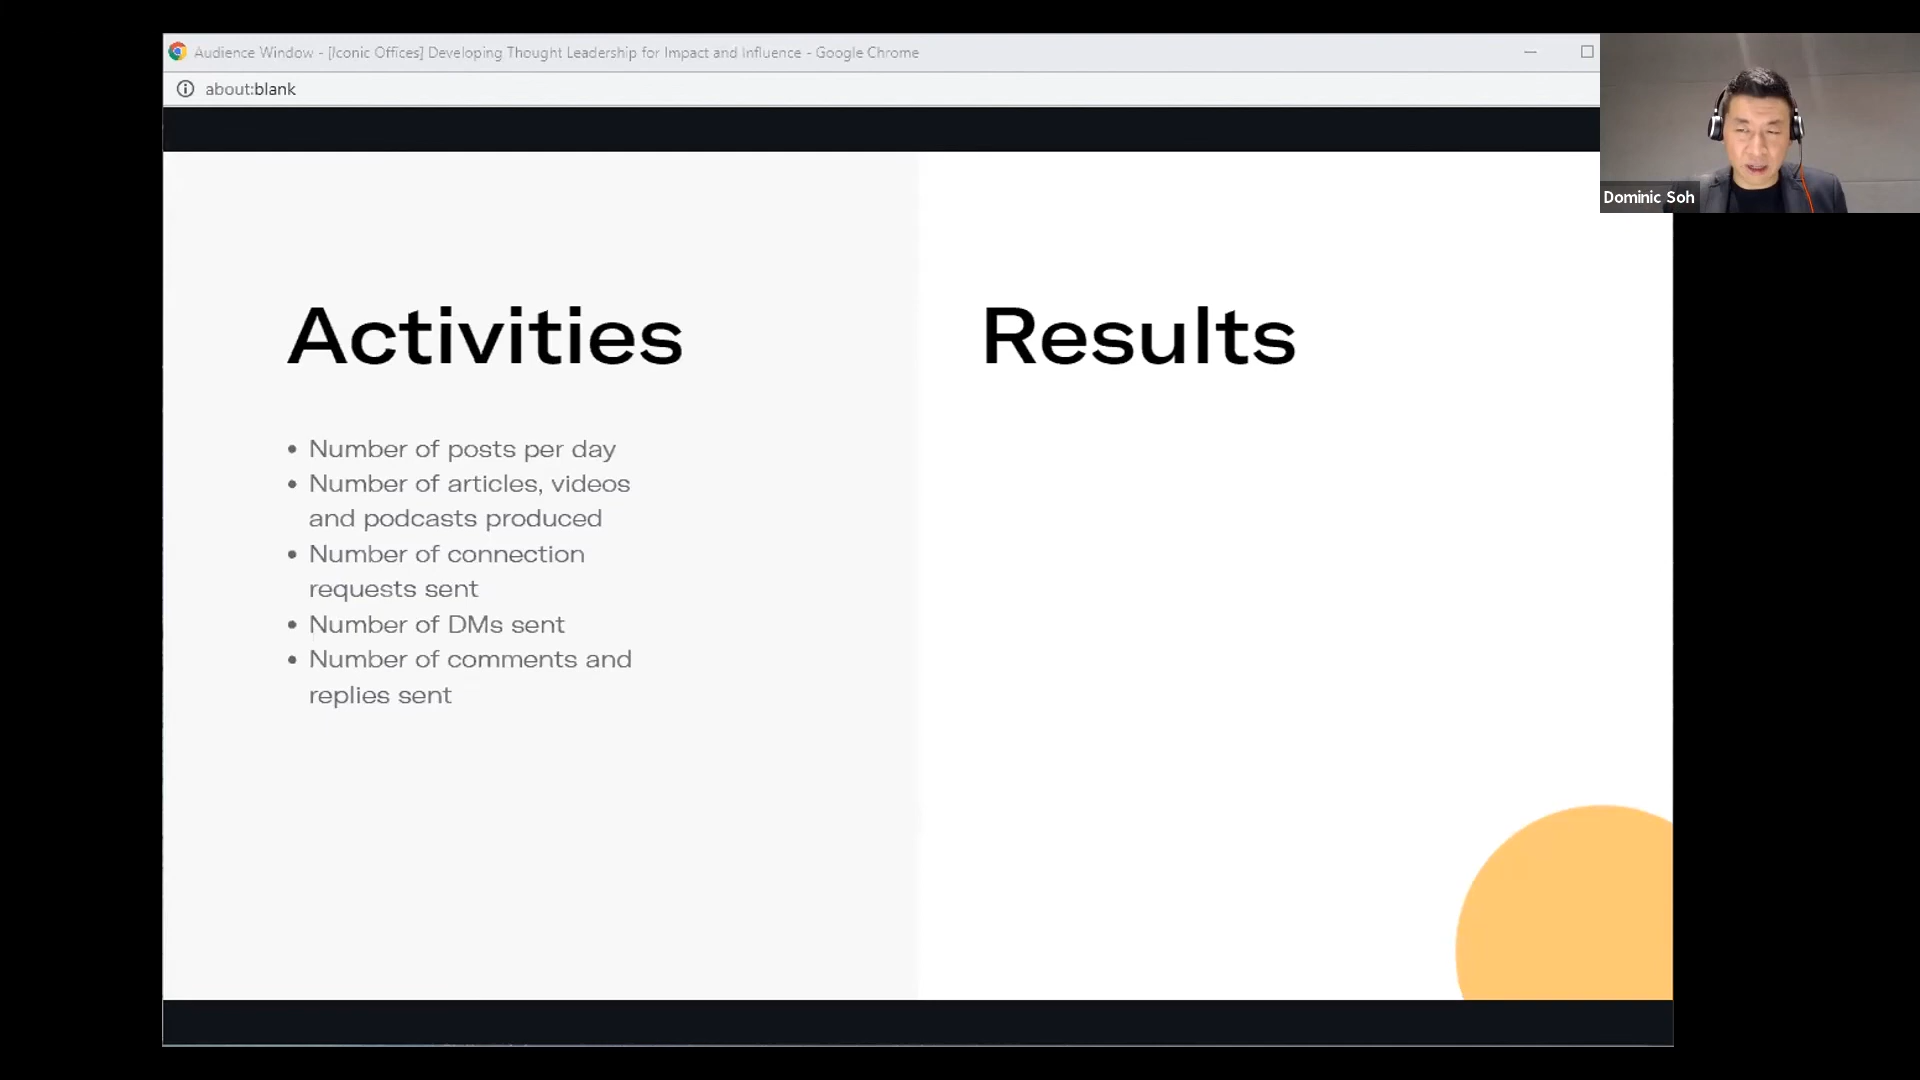 Audience Window - [Iconic Offices] Developing Thought Leadership for Impact and Influence - Google Chrome
about:blank
Dominic Soh
Activities
Number of posts per day
Number of articles, videos
and podcasts produced
Number of connection
requests sent
Number of DMs sent
Number of comments and
replies sent
Results